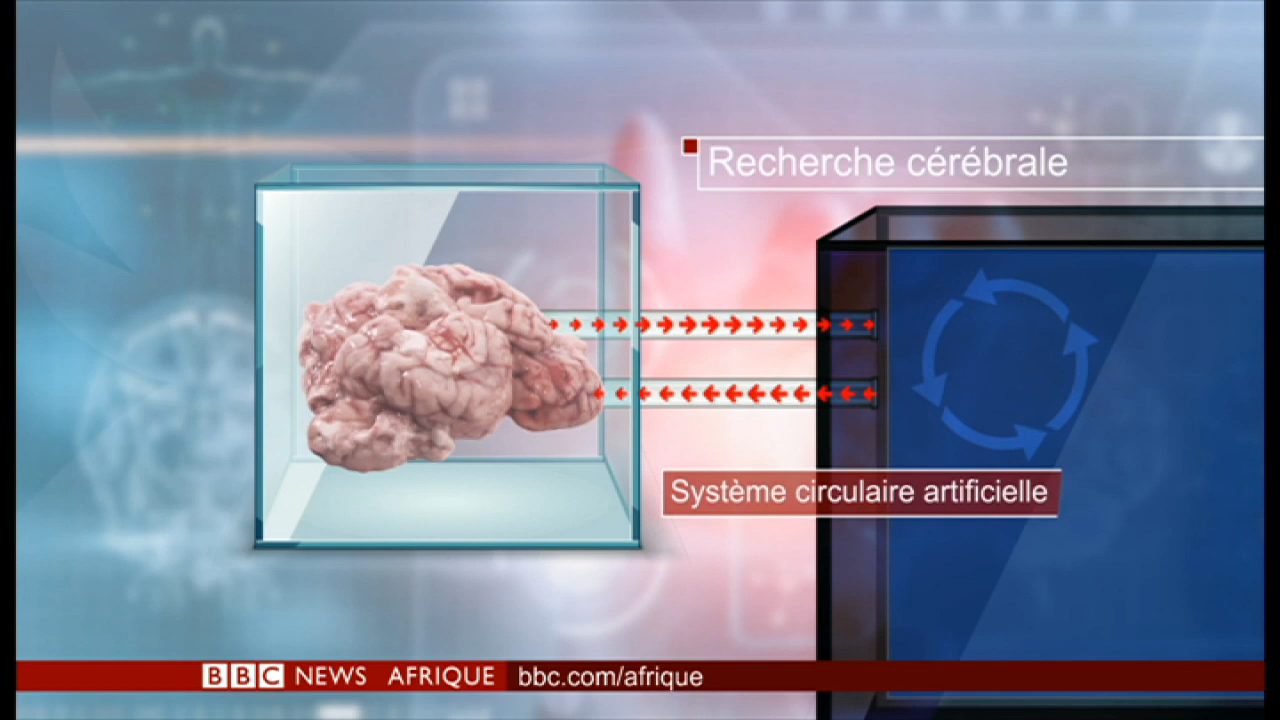 Recherche cérébrale
Système circulaire artificielle
BBC NEWS AFRIQUE bbc.com/afrique